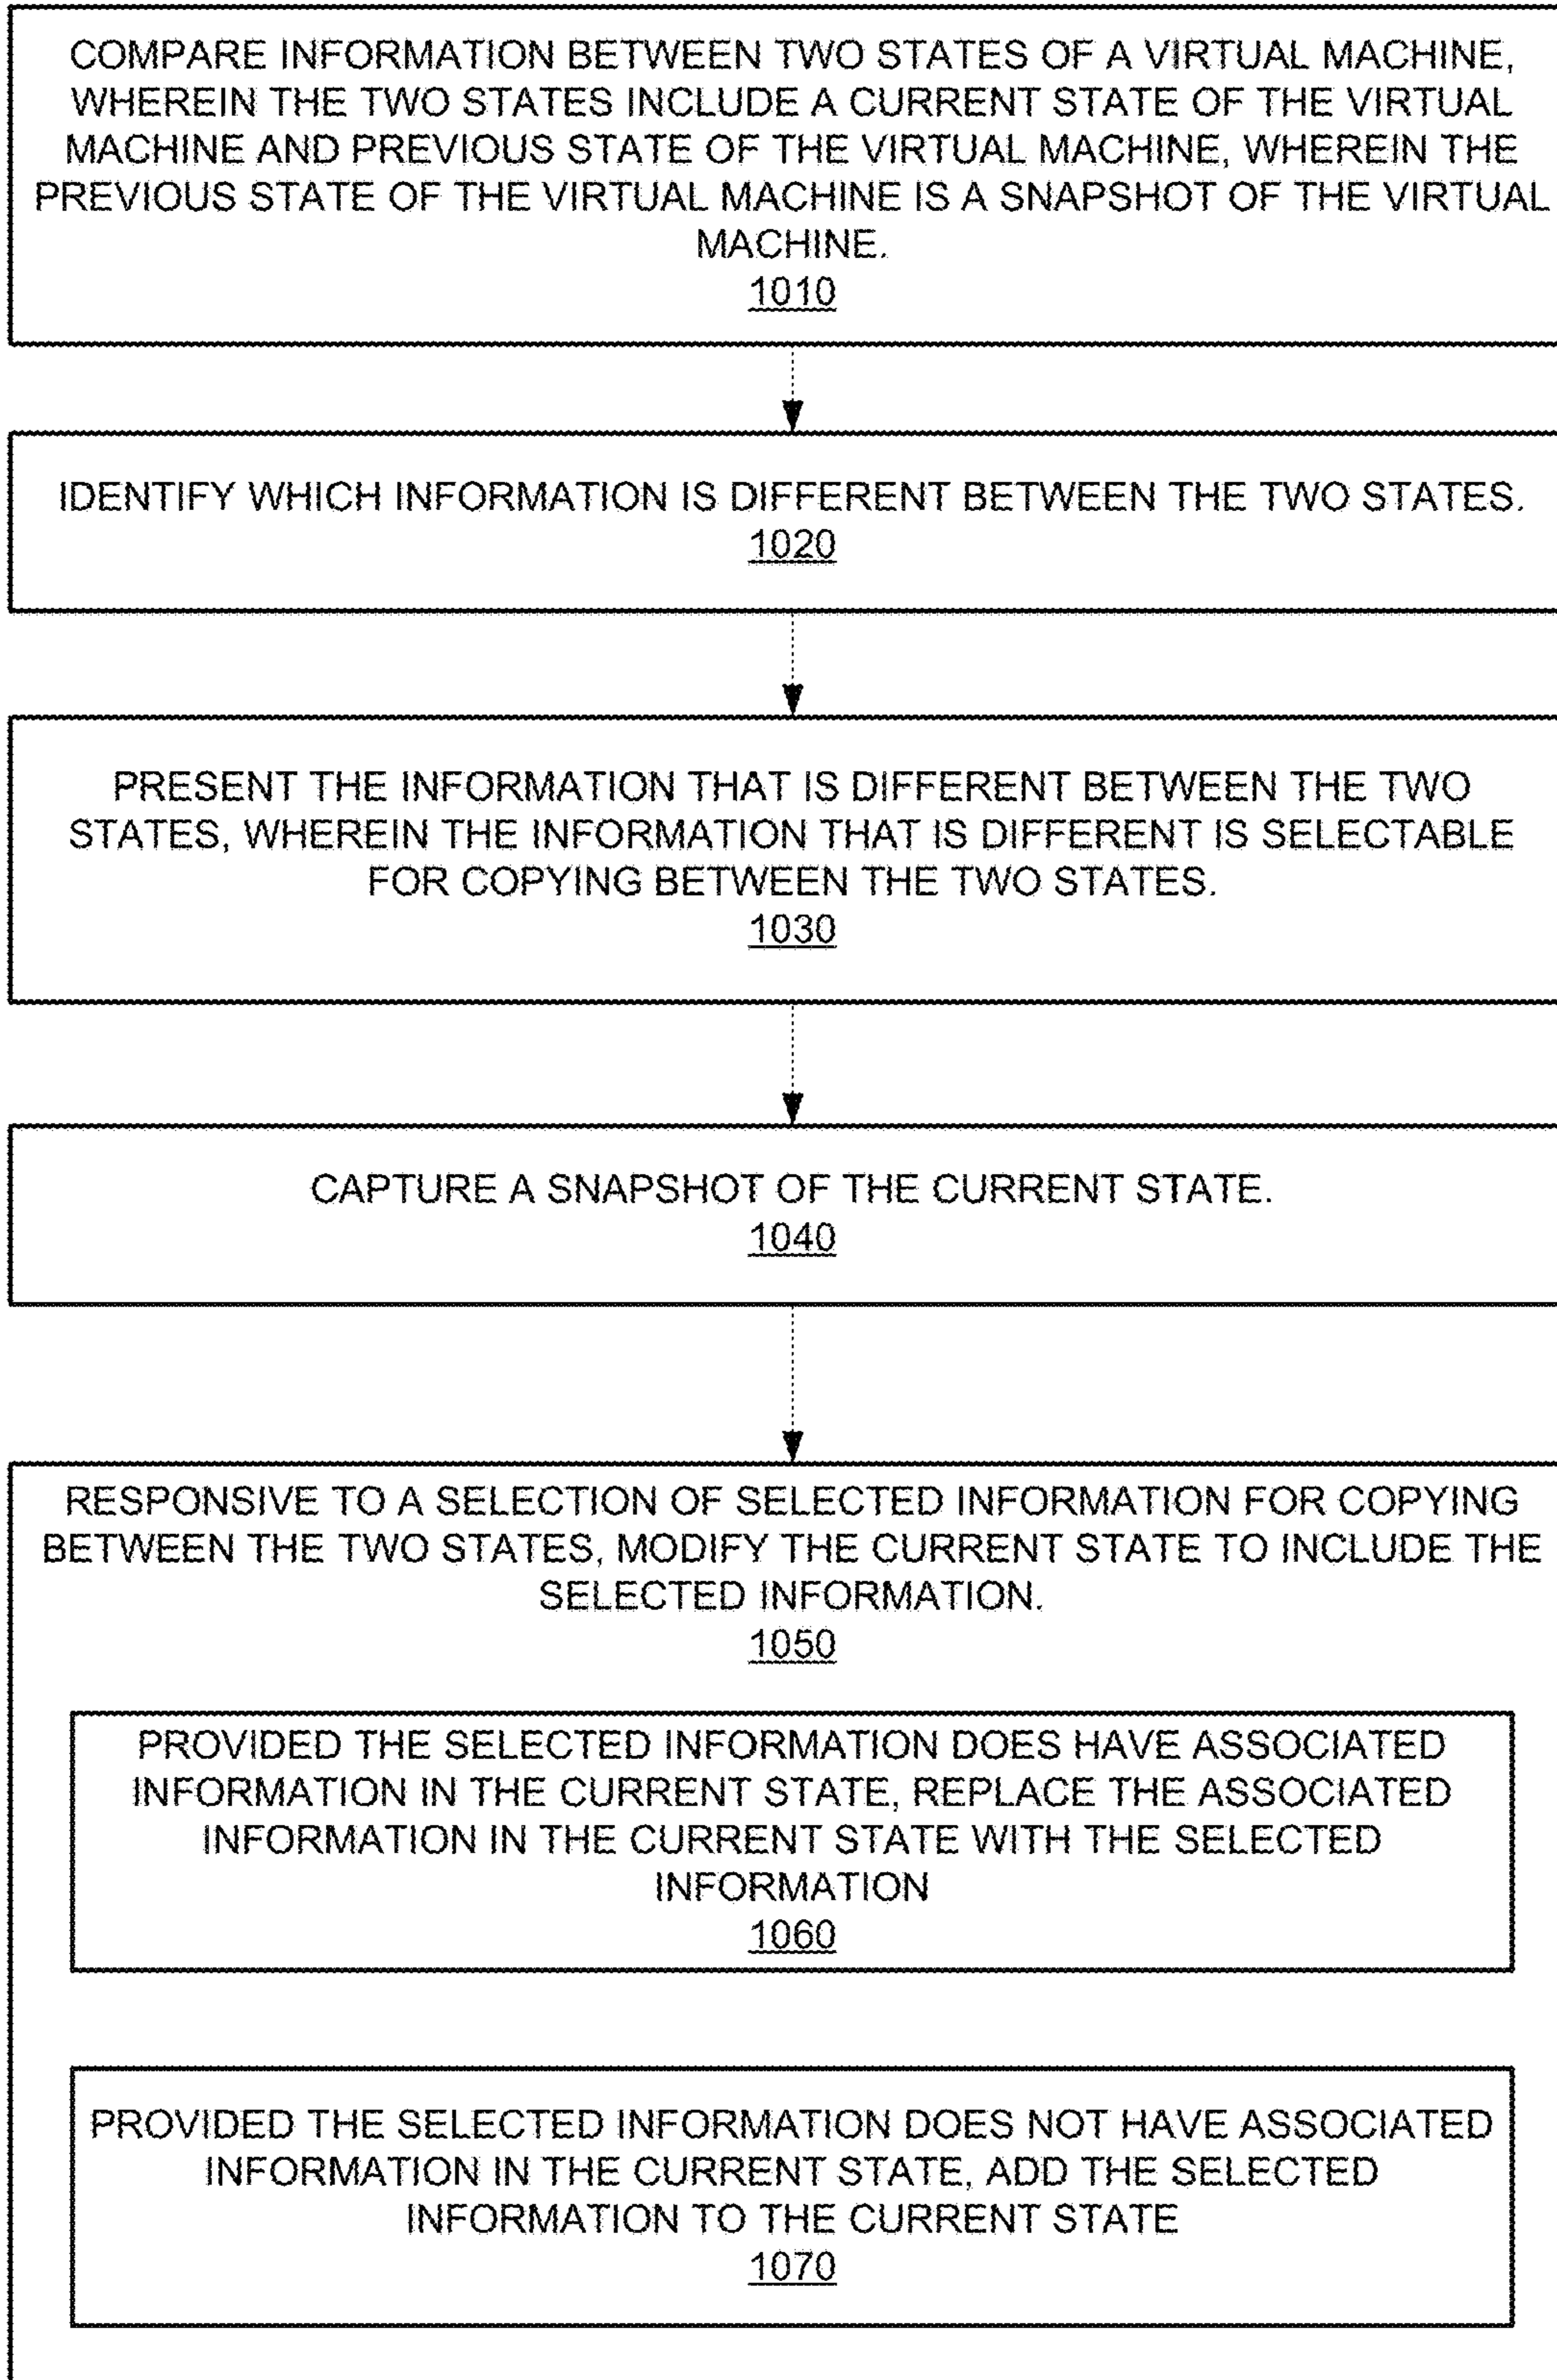 COMPARE INFORMATION BETWEEN TWO STATES OF A VIRTUAL MACHINE,
WHEREIN THE TWO STATES INCLUDE A CURRENT STATE OF THE VIRTUAL
MACHINE AND PREVIOUS STATE OF THE VIRTUAL MACHINE, WHEREIN THE
PREVIOUS STATE OF THE VIRTUAL MACHINE IS A SNAPSHOT OF THE VIRTUAL
MACHINE.
1010
IDENTIFY WHICH INFORMATION IS DIFFERENT BETWEEN THE TWO STATES.
1020
PRESENT THE INFORMATION THAT IS DIFFERENT BETWEEN THE TWO
STATES, WHEREIN THE INFORMATION THAT IS DIFFERENT IS SELECTABLE
FOR COPYING BETWEEN THE TWO STATES.
1030
CAPTURE A SNAPSHOT OF THE CURRENT STATE.
1040
RESPONSIVE TO A SELECTION OF SELECTED INFORMATION FOR COPYING
BETWEEN THE TWO STATES, MODIFY THE CURRENT STATE TO INCLUDE THE
SELECTED INFORMATION.
1050
PROVIDED THE SELECTED INFORMATION DOES HAVE ASSOCIATED
INFORMATION IN THE CURRENT STATE, REPLACE THE ASSOCIATED
INFORMATION IN THE CURRENT STATE WITH THE SELECTED
INFORMATION
1060
PROVIDED THE SELECTED INFORMATION DOES NOT HAVE ASSOCIATED
INFORMATION IN THE CURRENT STATE, ADD THE SELECTED
INFORMATION TO THE CURRENT STATE
1070